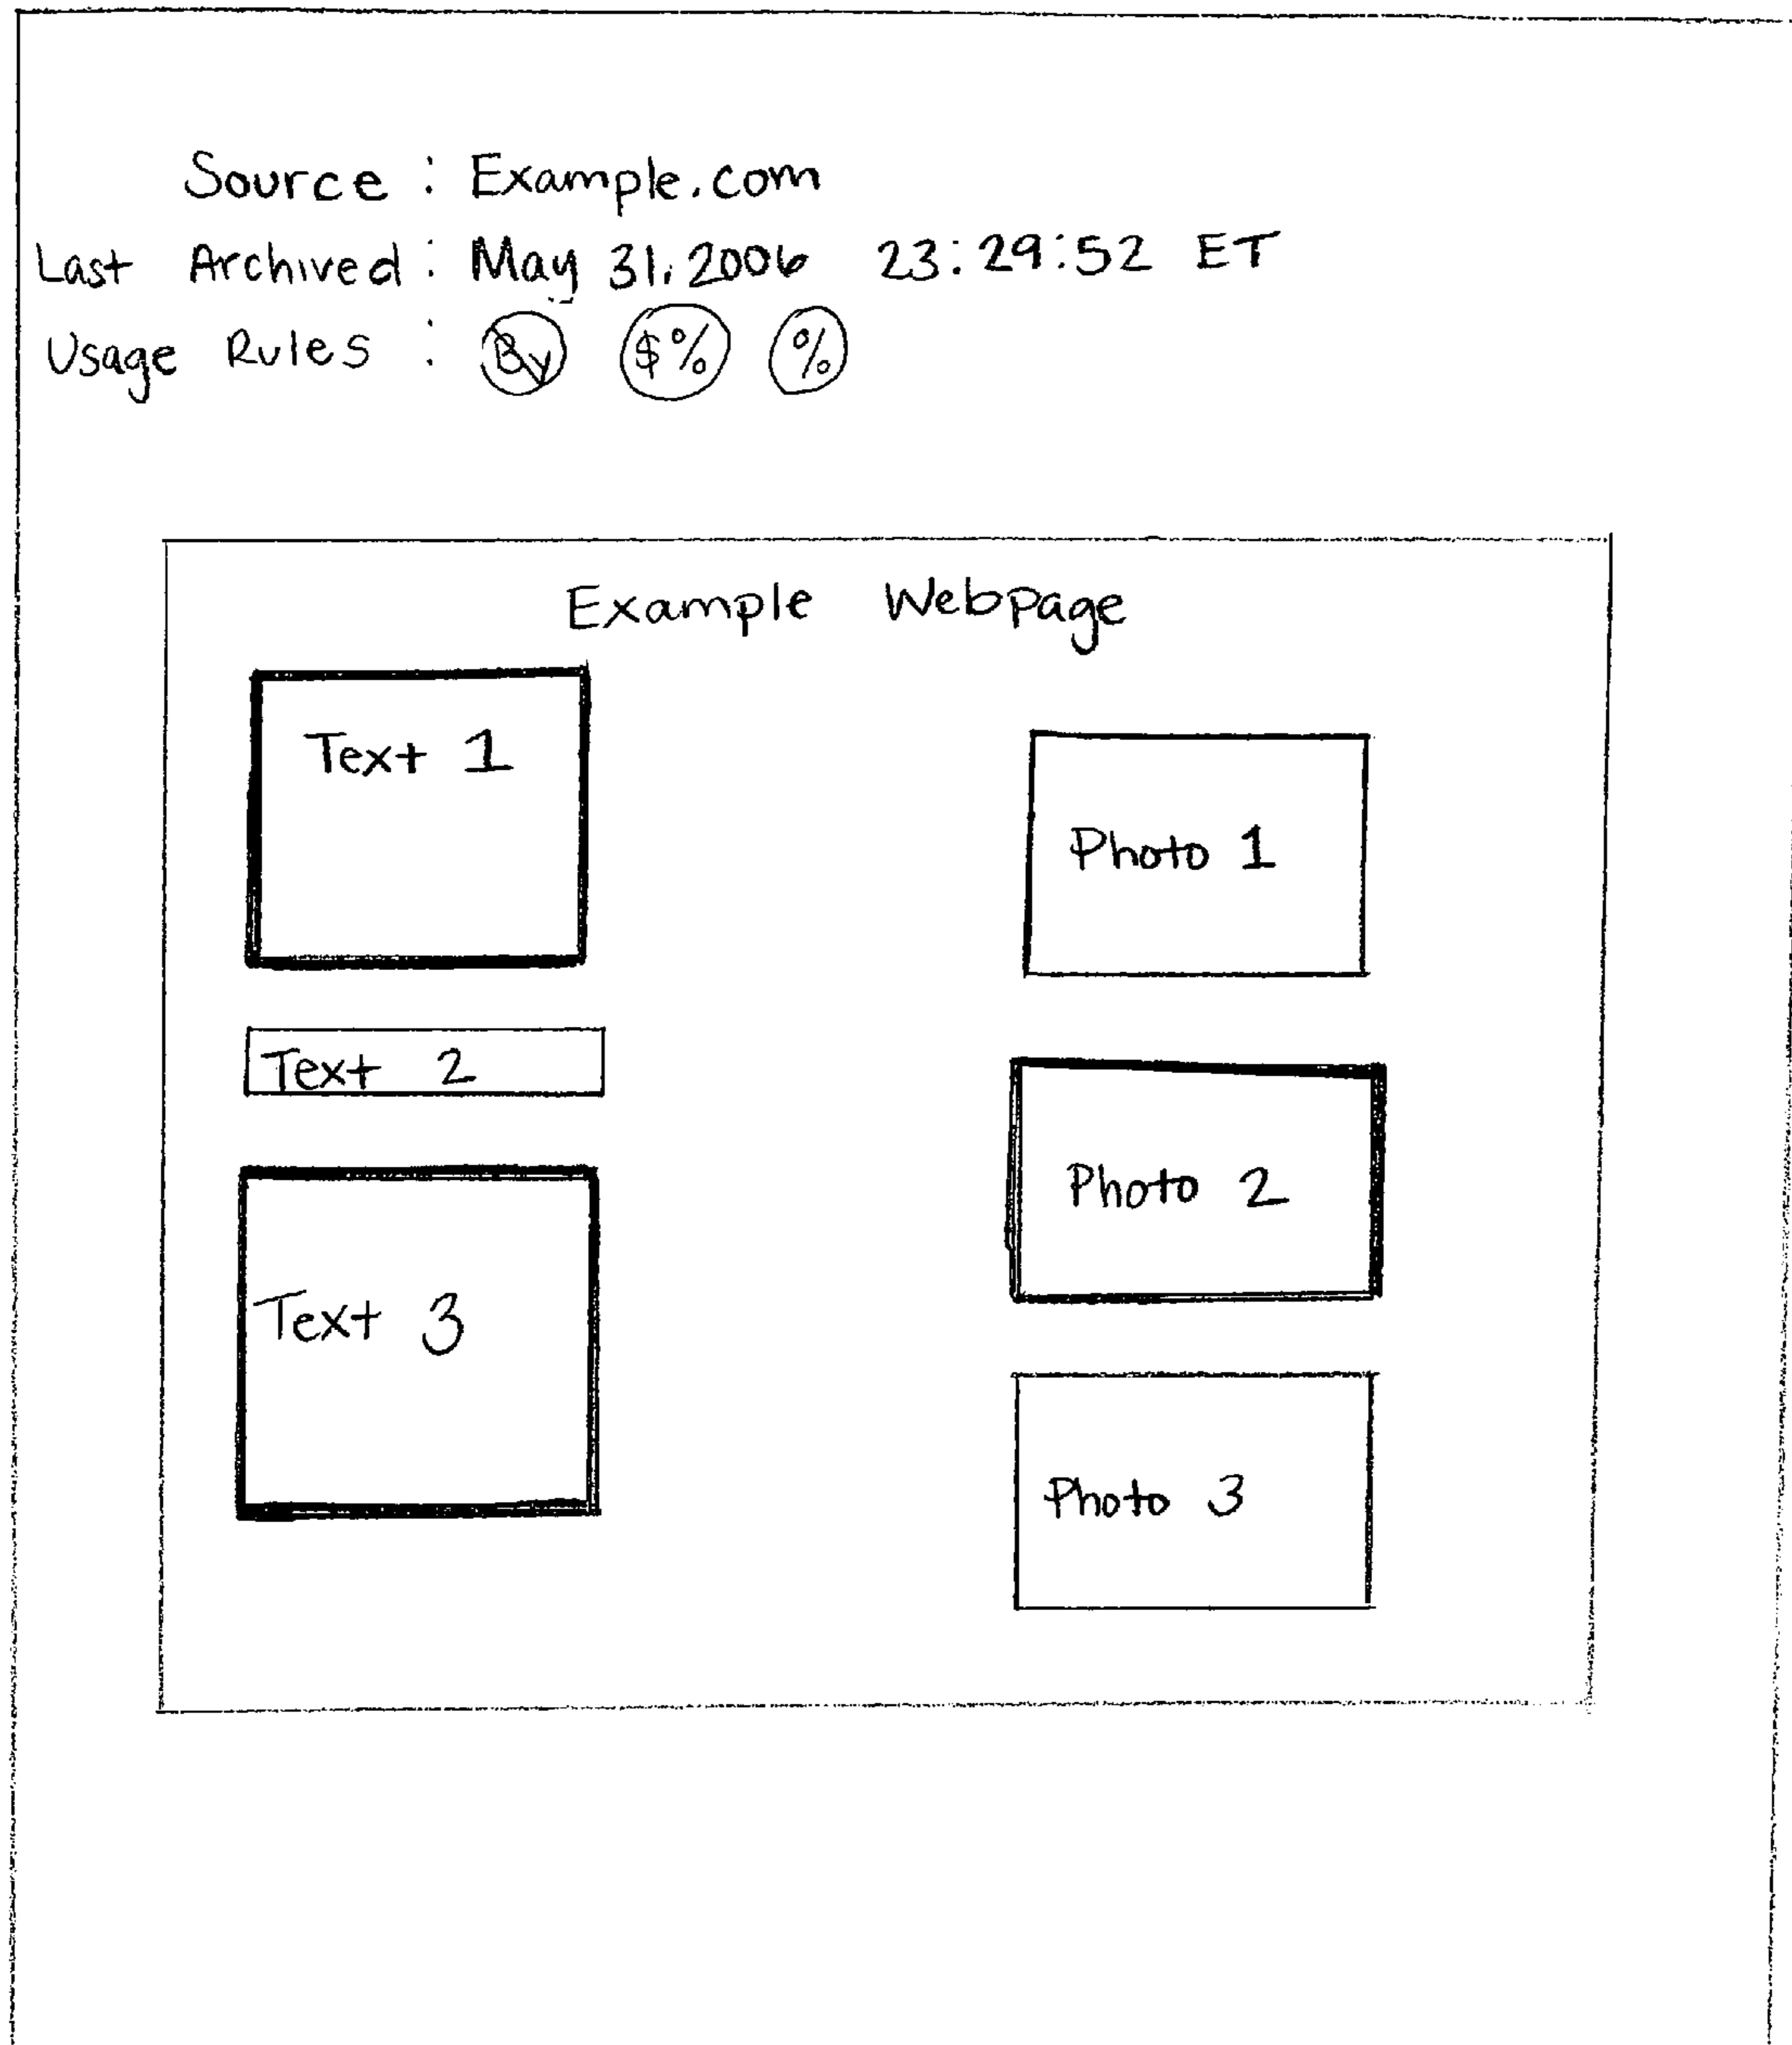 Source : Example.com
Last Archived : May 31, 2006 23:29:52 ET
Usage Rules : By $% %
Example Webpage
Text 1
Text 2
Text 3
Photo 1
Photo 2
Photo 3